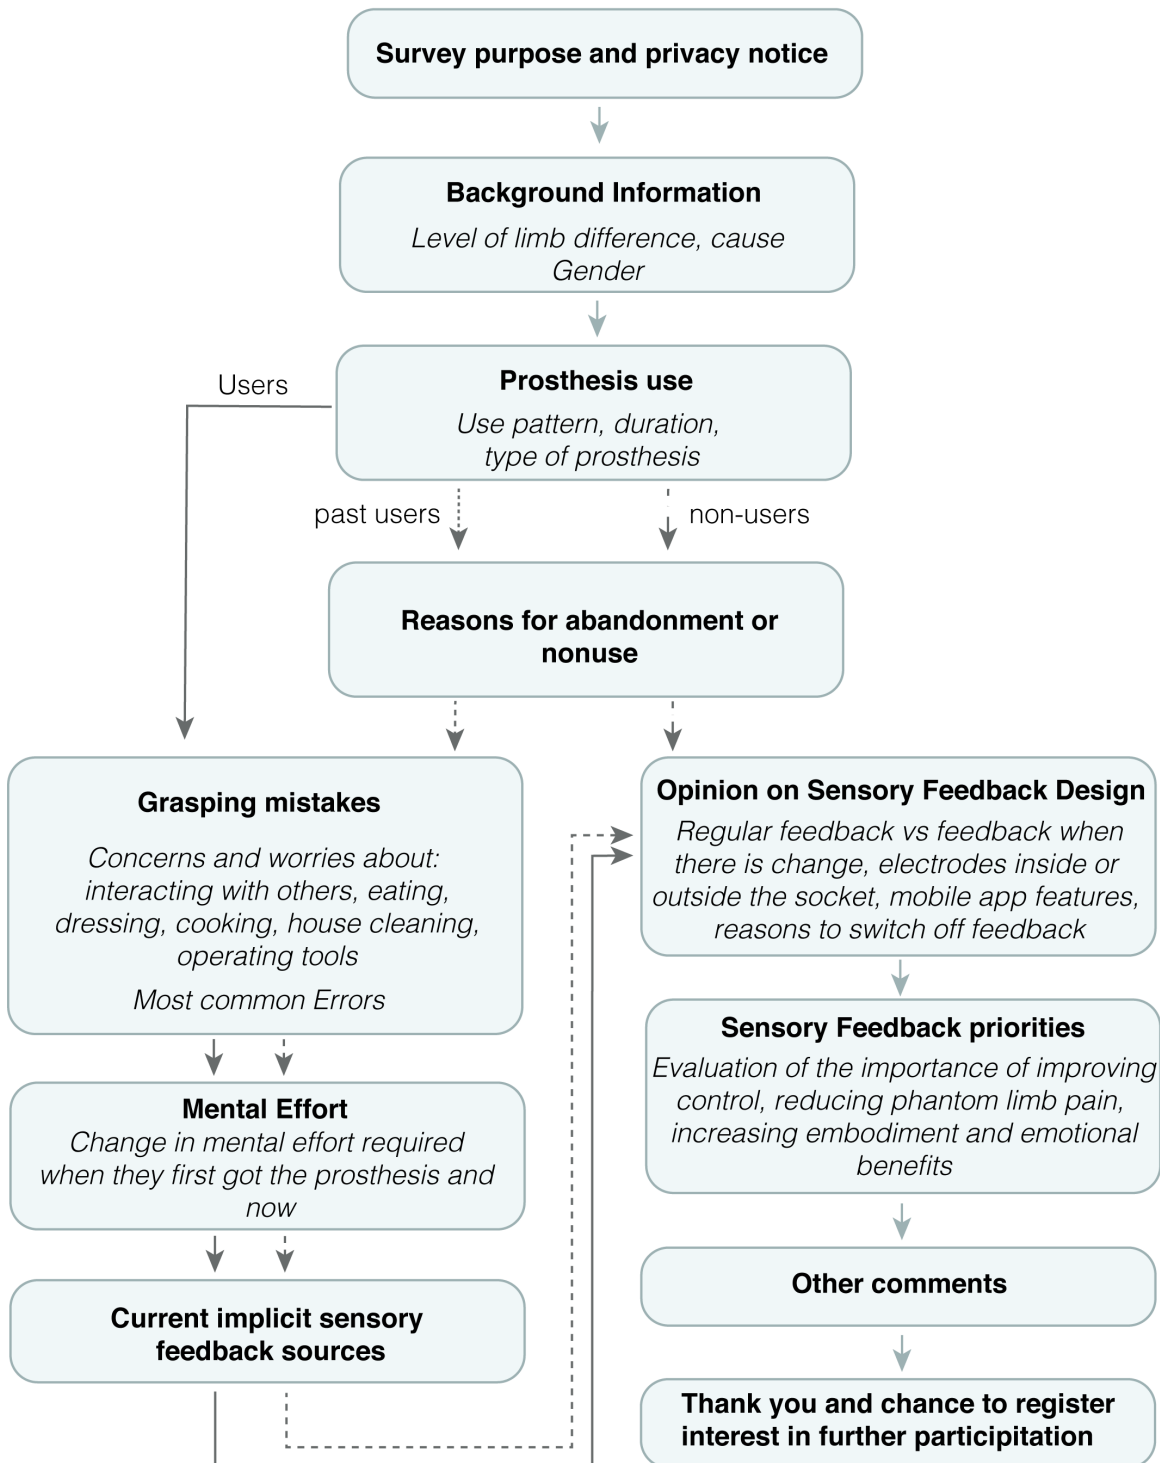 Survey purpose and privacy notice
Background Information
Level of limb difference, cause
Gender
Users
Prosthesis use
Use pattern, duration,
type of prosthesis
past users
non-users
Reasons for abandonment or
nonuse
Grasping mistakes
Concerns and worries about:
interacting with others, eating,
dressing, cooking, house cleaning,
operating tools
Most common Errors
Mental Effort
Change in mental effort required
when they first got the prosthesis and
now
Current implicit sensory
feedback sources
Opinion on Sensory Feedback Design
Regular feedback vs feedback when
there is change, electrodes inside or
outside the socket, mobile app features,
reasons to switch off feedback
Sensory Feedback priorities
Evaluation of the importance of improving
control, reducing phantom limb pain,
increasing embodiment and emotional
benefits
Other comments
Thank you and chance to register
interest in further participitation